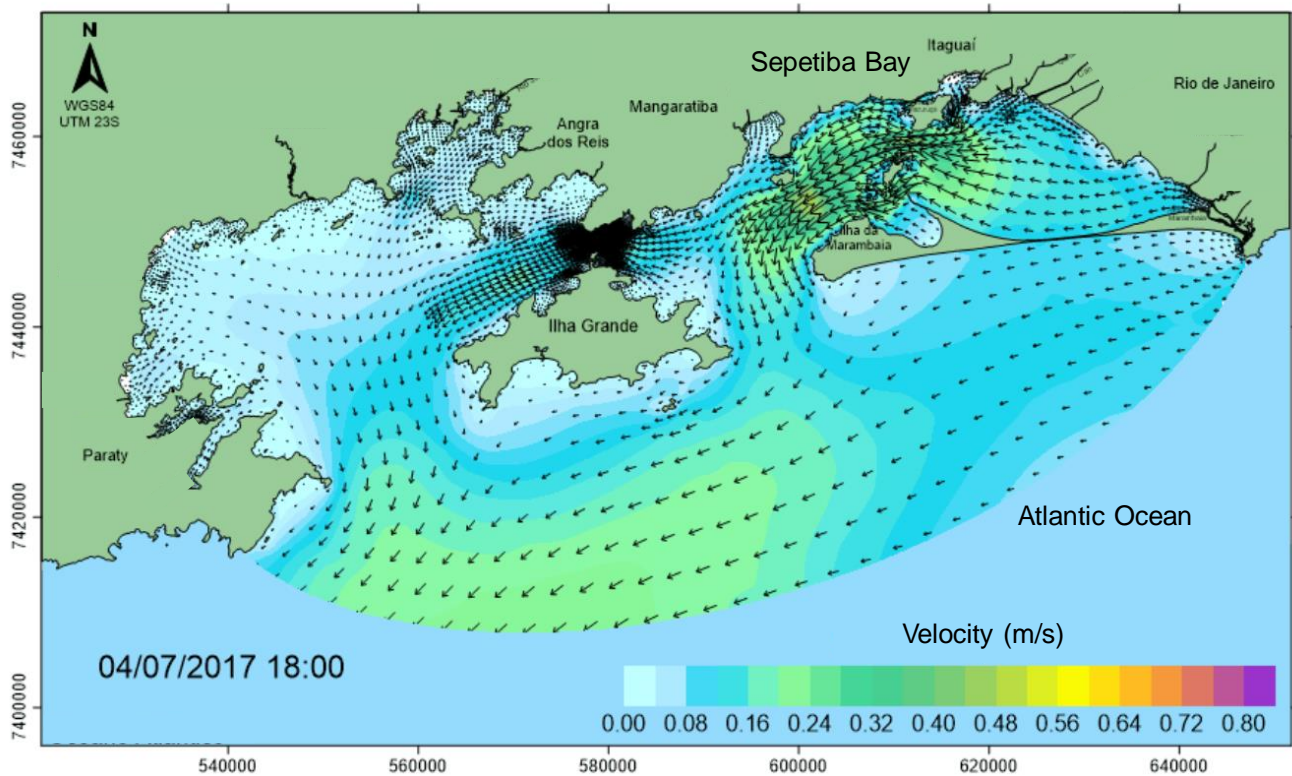 N
WGS84
UTM 23S
Sepetiba Bay
Itaguaí
Rio de Janeiro
Mangaratiba
Angra
dos Reis
Ilha da
Marambaia
Ilha Grande
Paraty
Atlantic Ocean
Velocity (m/s)
04/07/2017 18:00
0.00 0.08 0.16 0.24 0.32 0.40 0.48 0.56 0.64 0.72 0.80
7460000
7440000
7420000
7400000
540000 560000 580000 600000 620000 640000